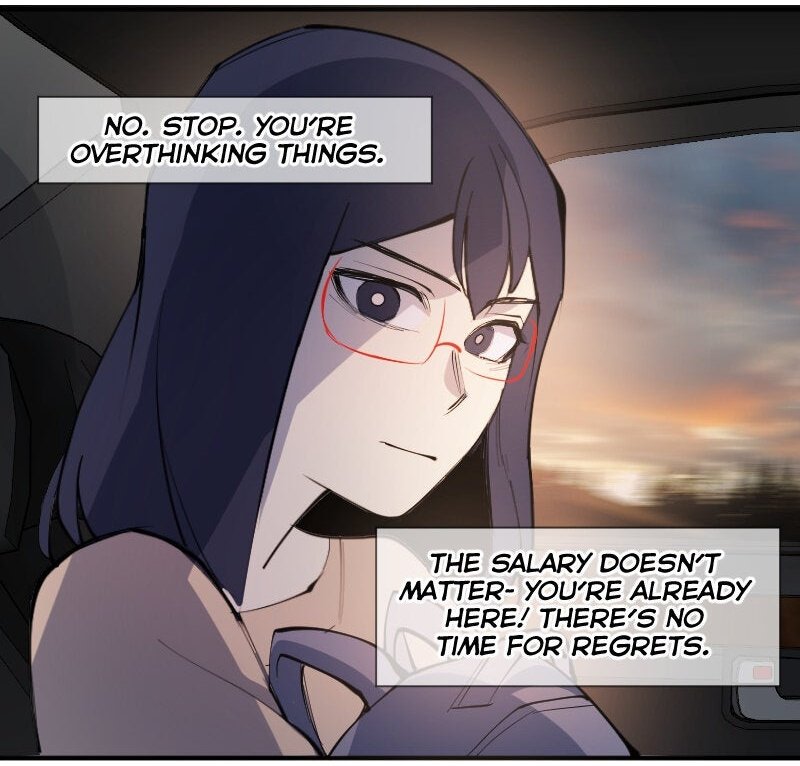 NO. STOP. YOU'RE
OVERTHINKING THINGS.
THE SALARY DOESN'T
MATTER- YOU'RE ALREADY
HERE! THERE'S NO
TIME FOR REGRETS.